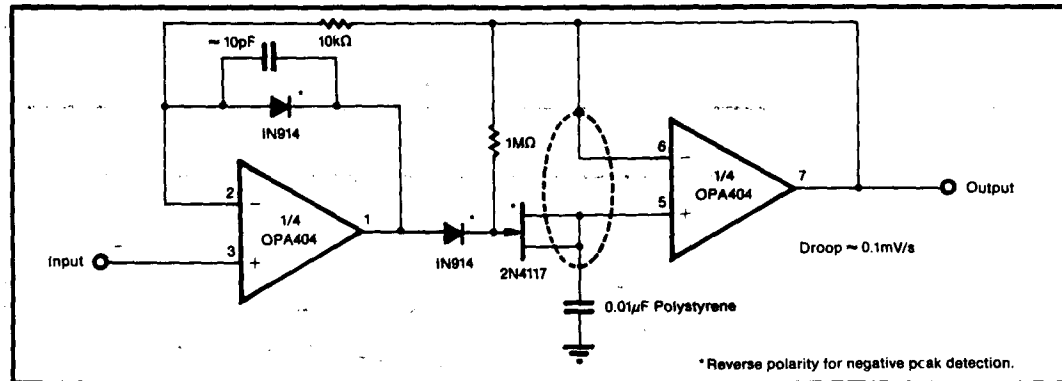 ≈ 10pF
10kΩ
*
IN914
1MΩ
2
−
1/4
OPA404
1
3
+
Input
*
IN914
*
2N4117
6
−
1/4
OPA404
7
5
+
Output
Droop ~ 0.1mV/s
0.01µF Polystyrene
*Reverse polarity for negative peak detection.